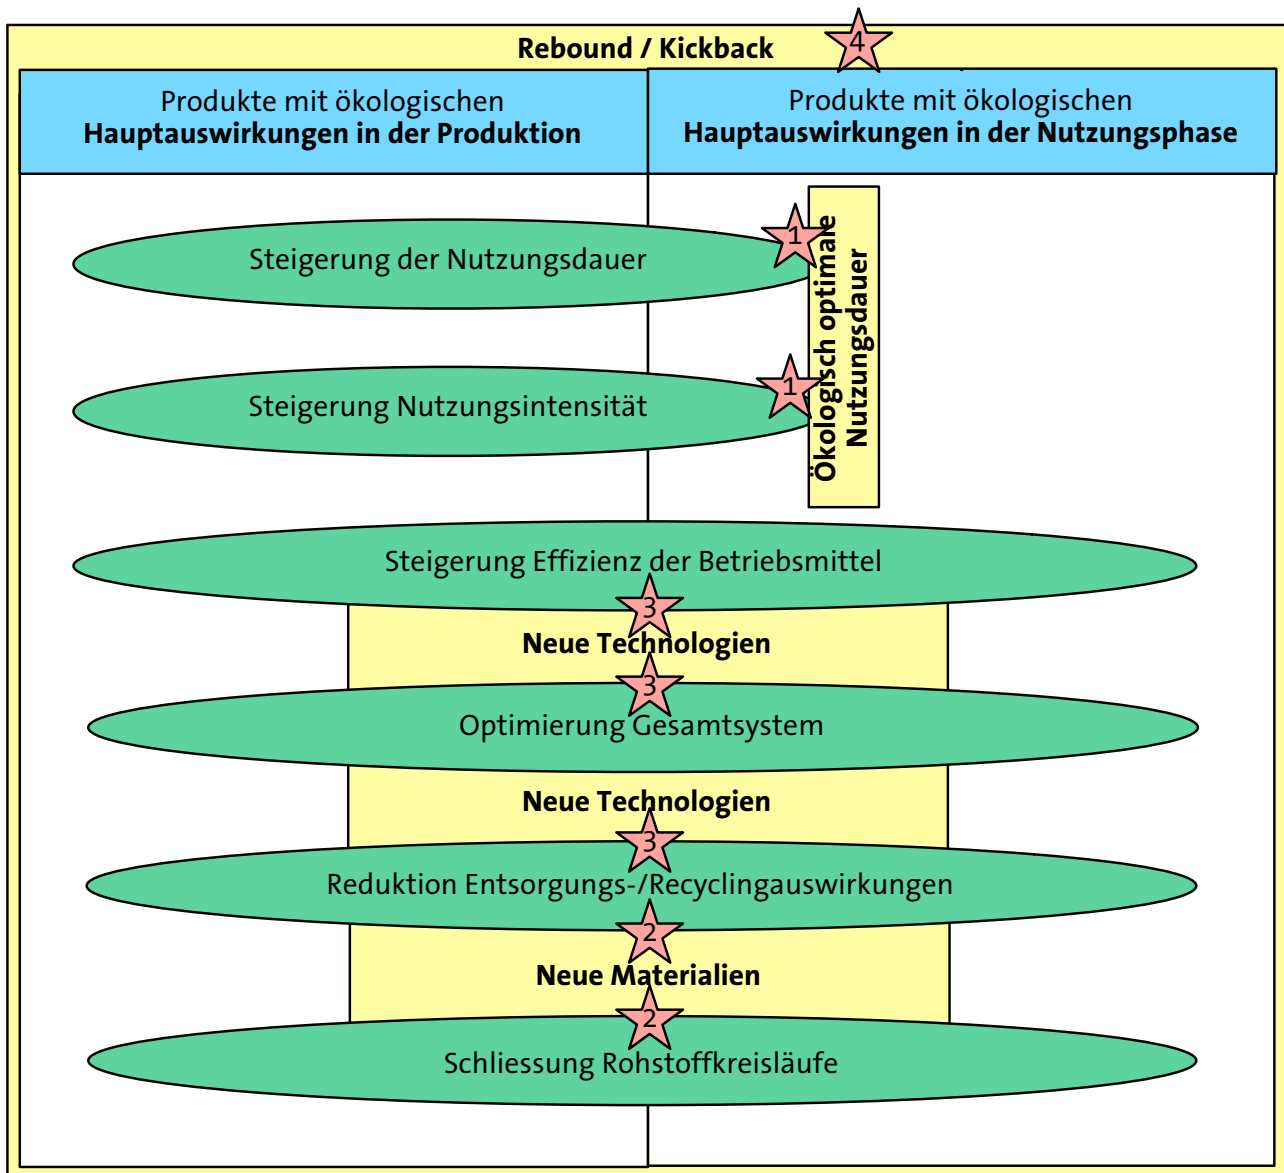 Rebound / Kickback
4
Produkte mit ökologischen
Hauptauswirkungen in der Produktion
Produkte mit ökologischen
Hauptauswirkungen in der Nutzungsphase
Steigerung der Nutzungsdauer
1
Ökologisch optimale
Nutzungsdauer
Steigerung Nutzungsintensität
1
Steigerung Effizienz der Betriebsmittel
3
Neue Technologien
3
Optimierung Gesamtsystem
Neue Technologien
3
Reduktion Entsorgungs-/Recyclingauswirkungen
2
Neue Materialien
2
Schliessung Rohstoffkreisläufe